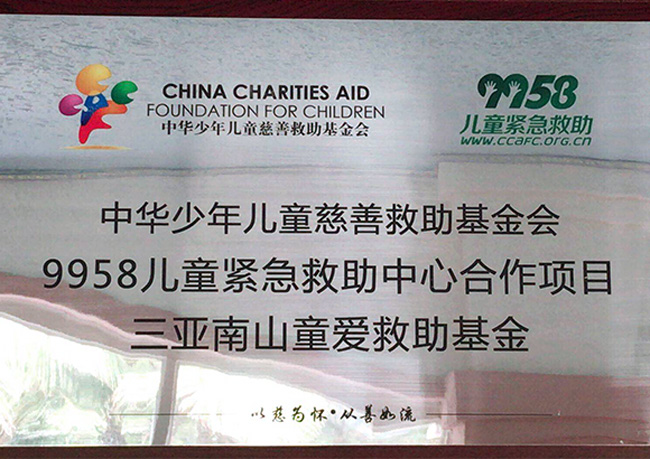 CHINA CHARITIES AID
FOUNDATION FOR CHILDREN
中华少年儿童慈善救助基金会
9958
儿童紧急救助
www.ccafc.org.cn
中华少年儿童慈善救助基金会
9958儿童紧急救助中心合作项目
三亚南山童爱救助基金
以慈为怀·从善如流